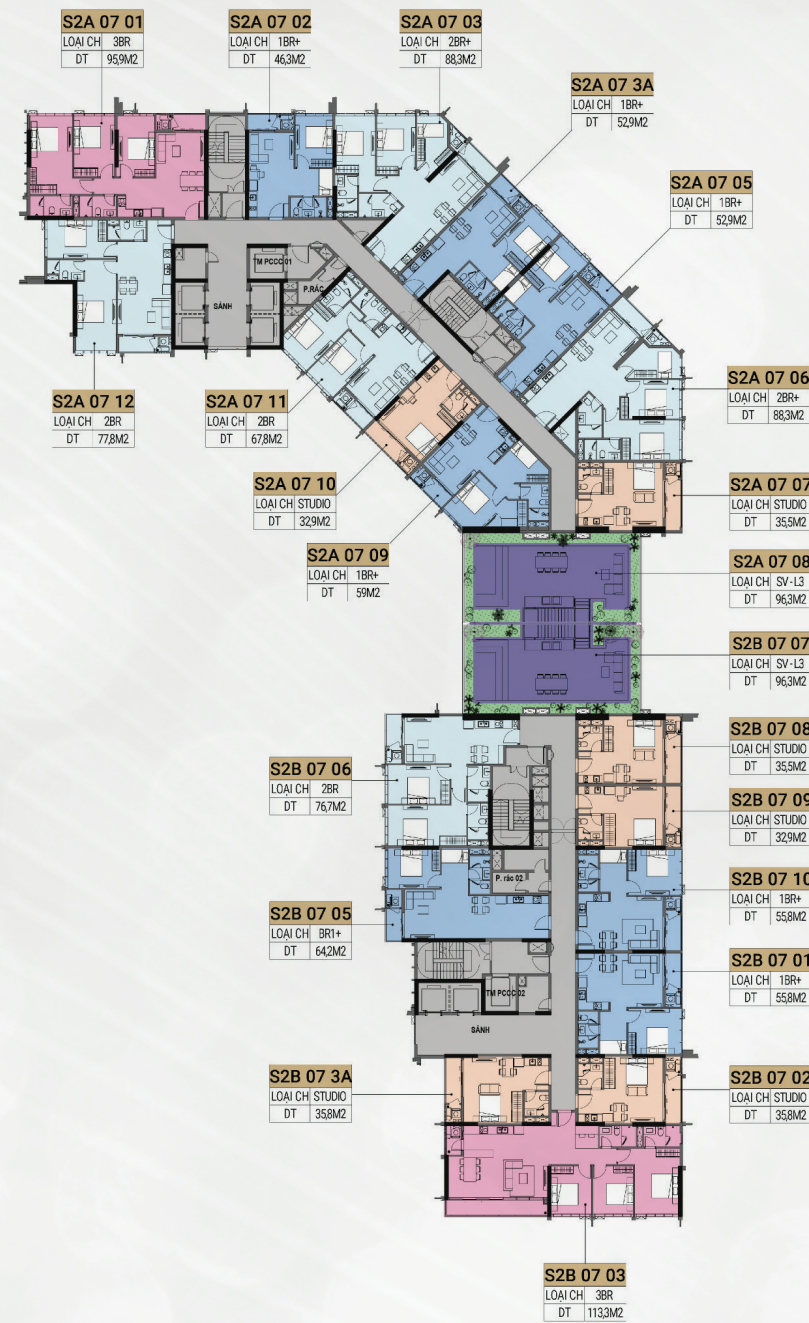 S2A 07 01
LOẠI CH 3BR
DT 95,9M2
S2A 07 02
LOẠI CH 1BR+
DT 46,3M2
S2A 07 03
LOẠI CH 2BR+
DT 88,3M2
S2A 07 3A
LOẠI CH 1BR+
DT 52,9M2
S2A 07 05
LOẠI CH 1BR+
DT 52,9M2
TM PCCC 01
P.RÁC
SẢNH
S2A 07 12
LOẠI CH 2BR
DT 77,8M2
S2A 07 11
LOẠI CH 2BR
DT 67,8M2
S2A 07 06
LOẠI CH 2BR+
DT 88,3M2
S2A 07 10
LOẠI CH STUDIO
DT 32,9M2
S2A 07 07
LOẠI CH STUDIO
DT 35,5M2
S2A 07 09
LOẠI CH 1BR+
DT 59M2
S2A 07 08
LOẠI CH SV-L3
DT 96,3M2
S2B 07 07
LOẠI CH SV-L3
DT 96,3M2
S2B 07 06
LOẠI CH 2BR
DT 76,7M2
S2B 07 08
LOẠI CH STUDIO
DT 35,5M2
S2B 07 09
LOẠI CH STUDIO
DT 32,9M2
P. rác 02
S2B 07 10
LOẠI CH 1BR+
DT 55,8M2
S2B 07 05
LOẠI CH BR1+
DT 64,2M2
S2B 07 01
LOẠI CH 1BR+
DT 55,8M2
TM PCCC 02
SẢNH
S2B 07 3A
LOẠI CH STUDIO
DT 35,8M2
S2B 07 02
LOẠI CH STUDIO
DT 35,8M2
S2B 07 03
LOẠI CH 3BR
DT 113,3M2